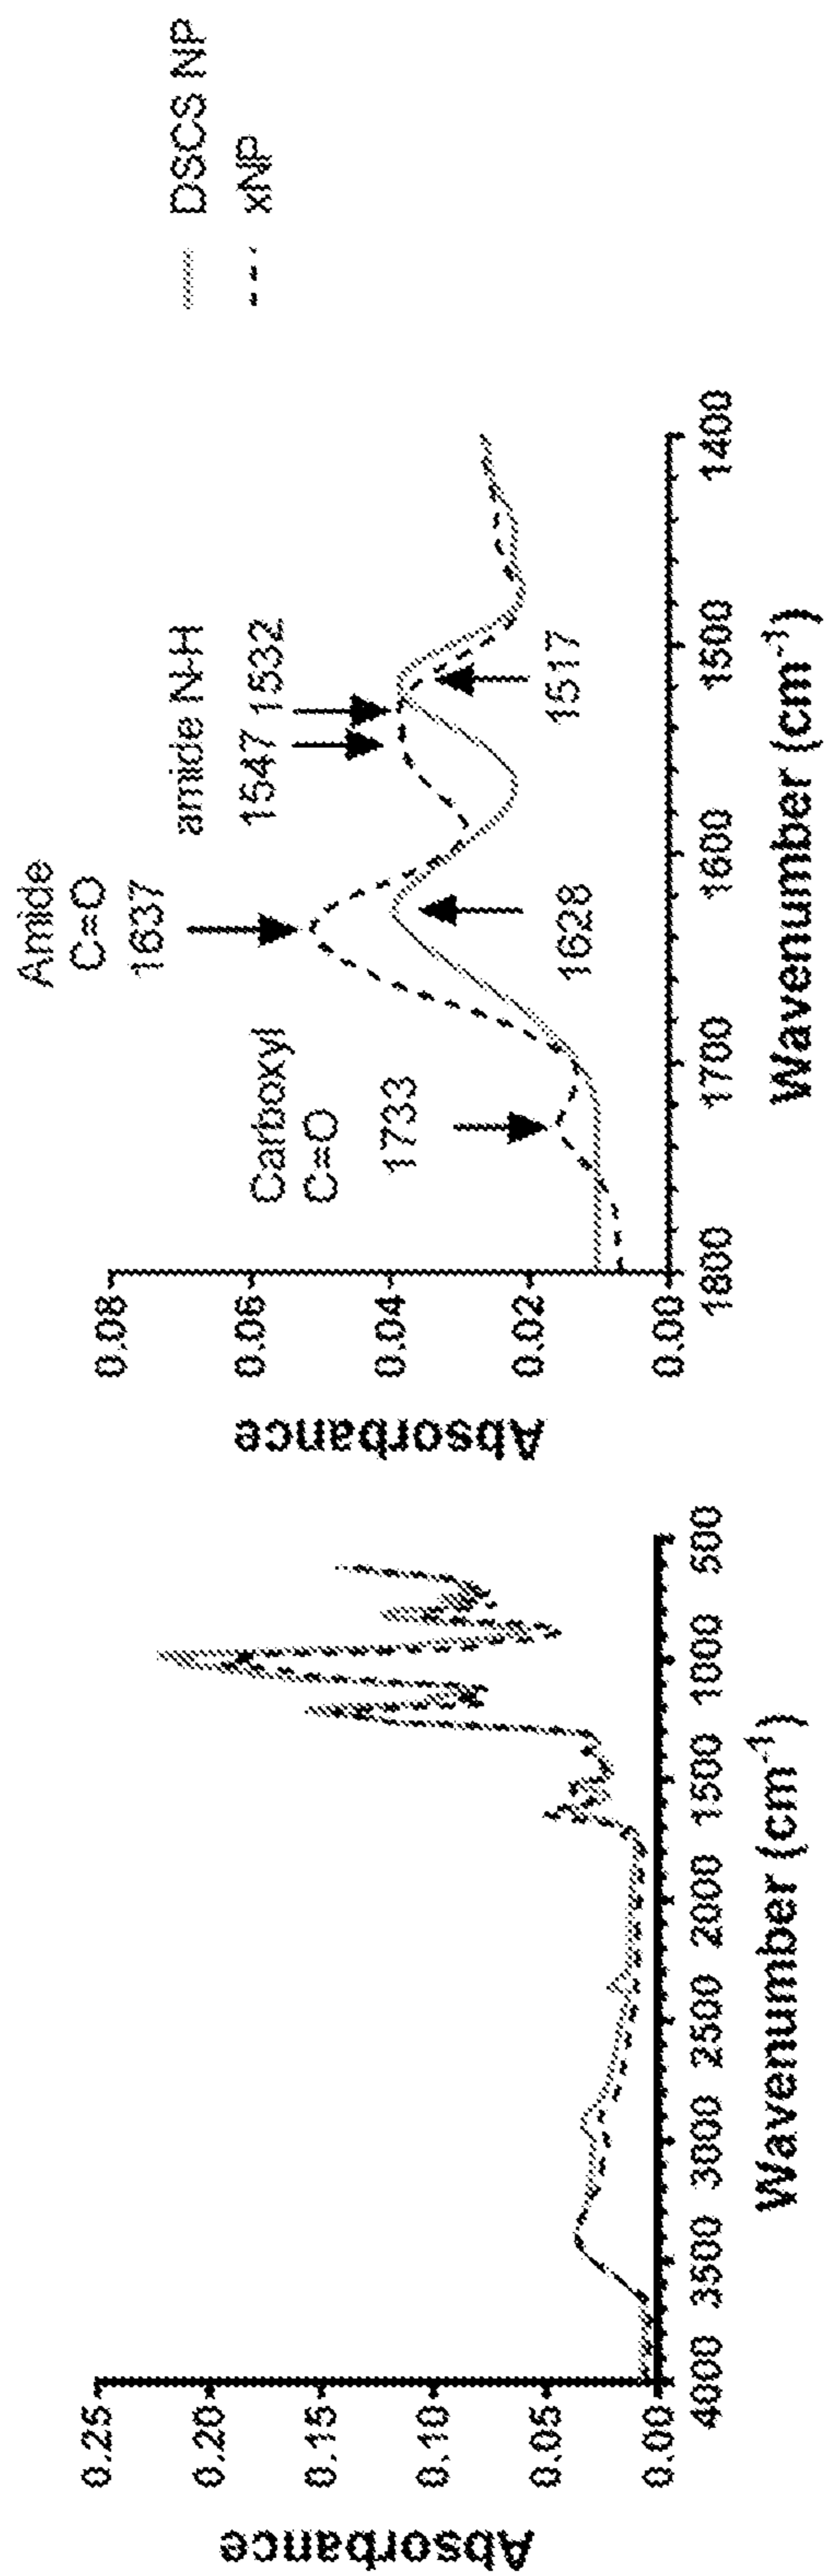 Absorbance
0.25
0.20
0.15
0.10
0.05
0.00
4000 3500 3000 2500 2000 1500 1000 500
Wavenumber (cm-1)
Absorbance
0.08
0.06
0.04
0.02
0.00
1800 1700 1600 1500 1400
Wavenumber (cm-1)
Carboxyl
C=O
1733
Amide
C=O
1637
amide N-H
1547 1532
1628
1517
DSCS NP
xNP